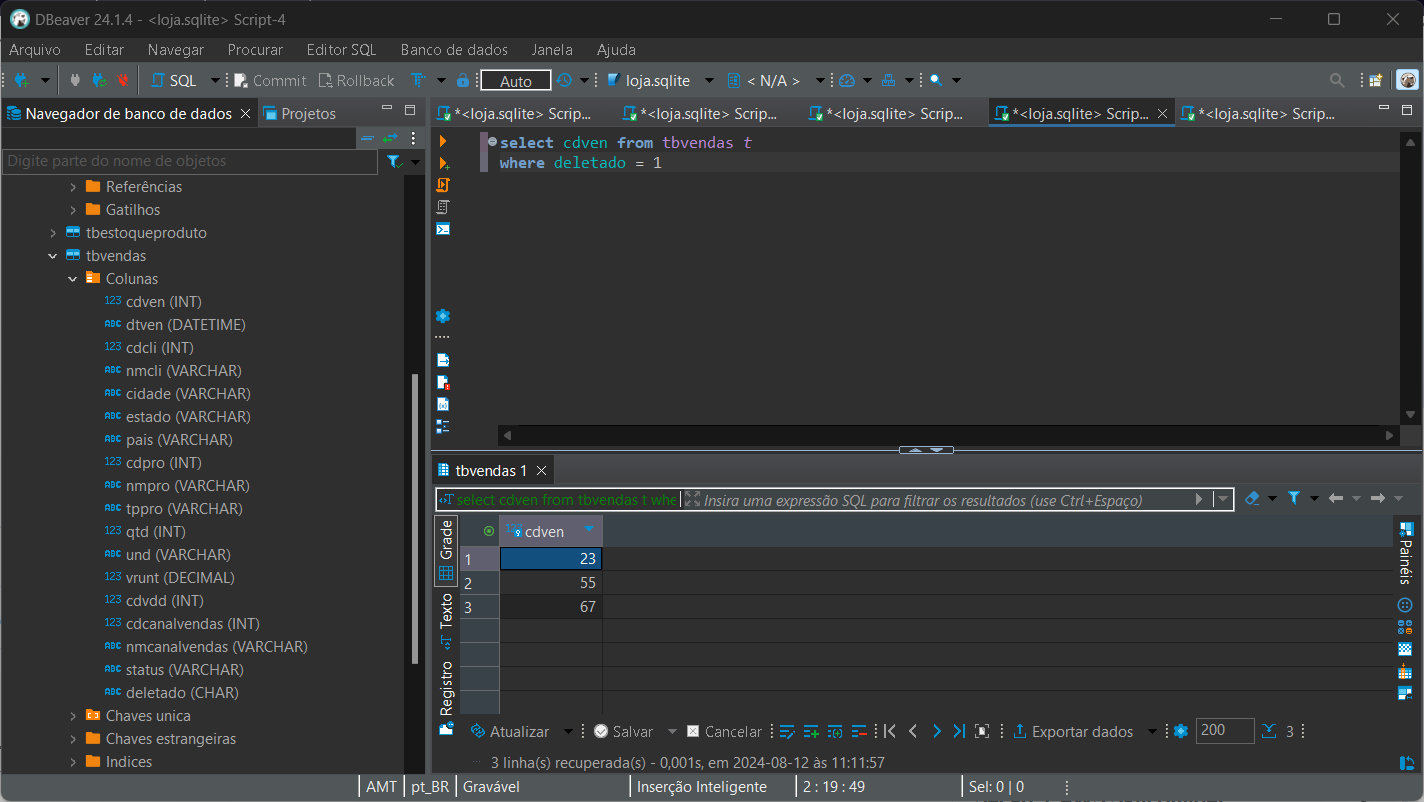 DBeaver 24.1.4 - <loja.sqlite> Script-4
Arquivo Editar Navegar Procurar Editor SQL Banco de dados Janela Ajuda
SQL Commit Rollback Auto loja.sqlite < N/A >
Navegador de banco de dados Projetos
*<loja.sqlite> Scrip... *<loja.sqlite> Scrip... *<loja.sqlite> Scrip... *<loja.sqlite> Scrip... *<loja.sqlite> Scrip...
Digite parte do nome de objetos
Referências
Gatilhos
tbestoqueproduto
tbvendas
Colunas
123 cdven (INT)
ABC dtven (DATETIME)
123 cdcli (INT)
ABC nmcli (VARCHAR)
ABC cidade (VARCHAR)
ABC estado (VARCHAR)
ABC pais (VARCHAR)
123 cdpro (INT)
ABC nmpro (VARCHAR)
ABC tppro (VARCHAR)
123 qtd (INT)
ABC und (VARCHAR)
123 vrunt (DECIMAL)
123 cdvdd (INT)
123 cdcanalvendas (INT)
ABC nmcanalvendas (VARCHAR)
ABC status (VARCHAR)
ABC deletado (CHAR)
Chaves unica
Chaves estrangeiras
Indices
select cdven from tbvendas t
where deletado = 1
tbvendas 1
select cdven from tbvendas t whe Insira uma expressão SQL para filtrar os resultados (use Ctrl+Espaço)
Grade
Texto
Registro
cdven
1 23
2 55
3 67
Painéis
Atualizar Salvar Cancelar Exportar dados 200 3
3 linha(s) recuperada(s) - 0,001s, em 2024-08-12 às 11:11:57
AMT pt_BR Gravável Inserção Inteligente 2 : 19 : 49 Sel: 0 | 0